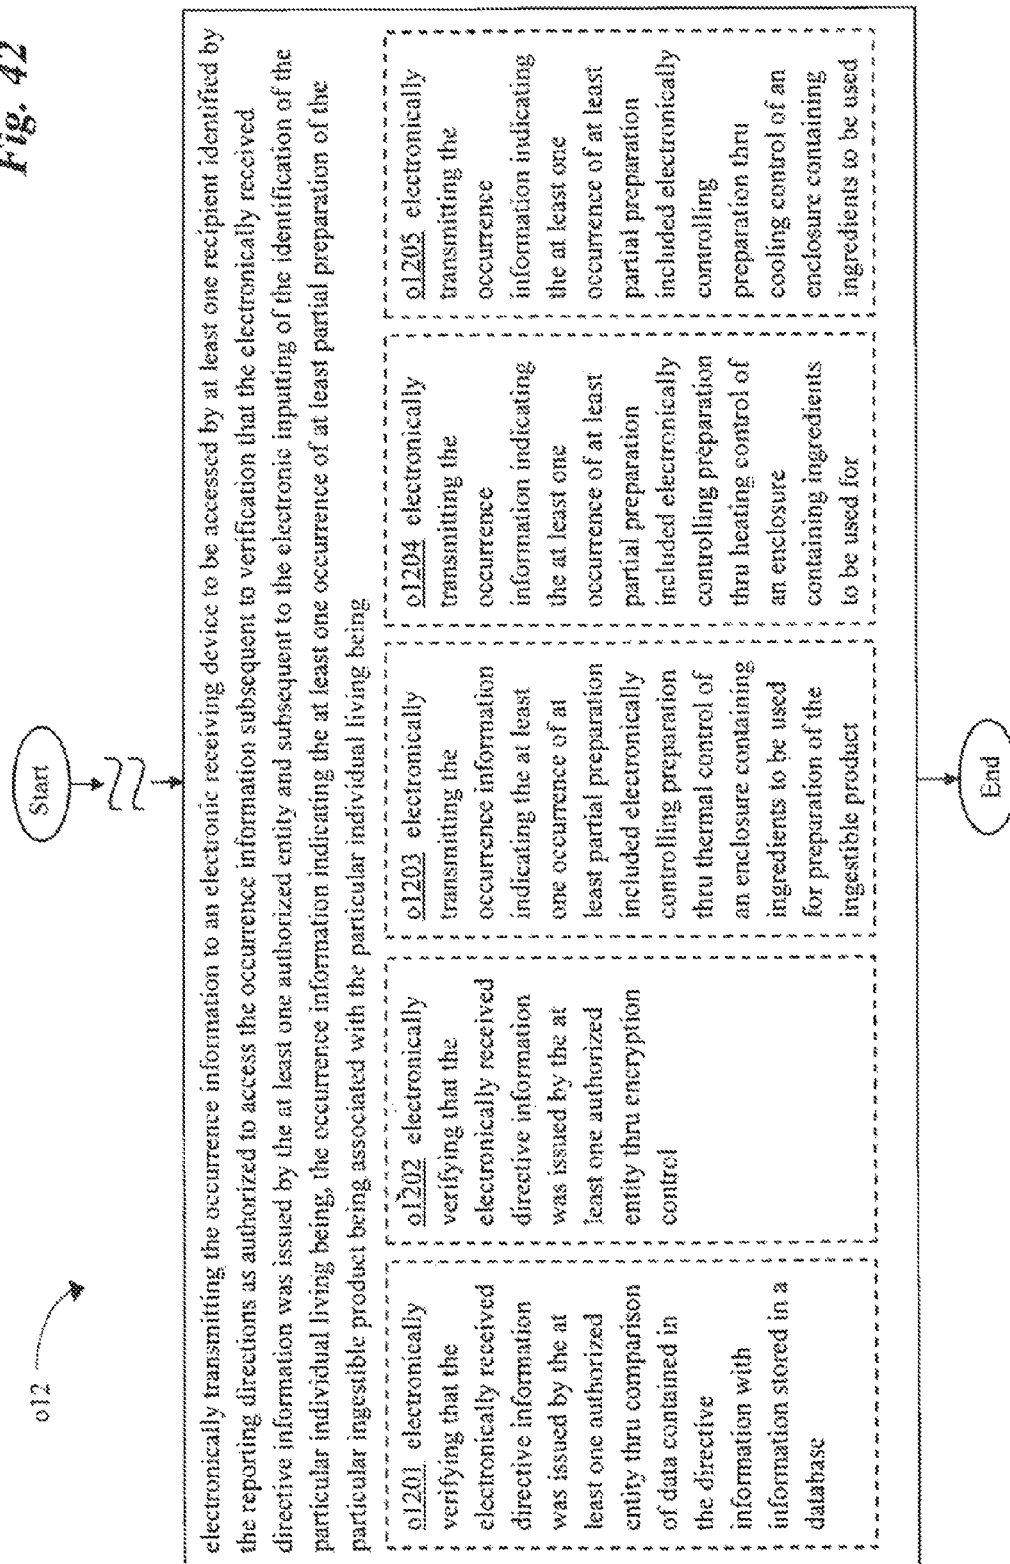 Fig. 42
o12
Start
electronically transmitting the occurrence information to an electronic receiving device to be accessed by at least one recipient identified by
the reporting directions as authorized to access the occurrence information subsequent to verification that the electronically received
directive information was issued by the at least one authorized entity and subsequent to the electronic inputing of the identification of the
particular individual living being, the occurrence information indicating the at least one occurrence of at least partial preparation of the
particular ingestible product being associated with the particular individual living being
o1201 electronically
verifying that the
electronically received
directive information
was issued by the at
least one authorized
entity thru comparison
of data contained in
the directive
information with
information stored in a
database
o1202 electronically
verifying that the
electronically received
directive information
was issued by the at
least one authorized
entity thru encryption
control
o1203 electronically
transmitting the
occurrence information
indicating the at least
one occurrence of at
least partial preparation
included electronically
controlling preparation
thru thermal control of
an enclosure containing
ingredients to be used
for preparation of the
ingestible product
o1204 electronically
transmitting the
occurrence
information indicating
the at least one
occurrence of at least
partial preparation
included electronically
controlling preparation
thru heating control of
an enclosure
containing ingredients
to be used for
o1205 electronically
transmitting the
occurrence
information indicating
the at least one
occurrence of at least
partial preparation
included electronically
controlling
preparation thru
cooling control of an
enclosure containing
ingredients to be used
End